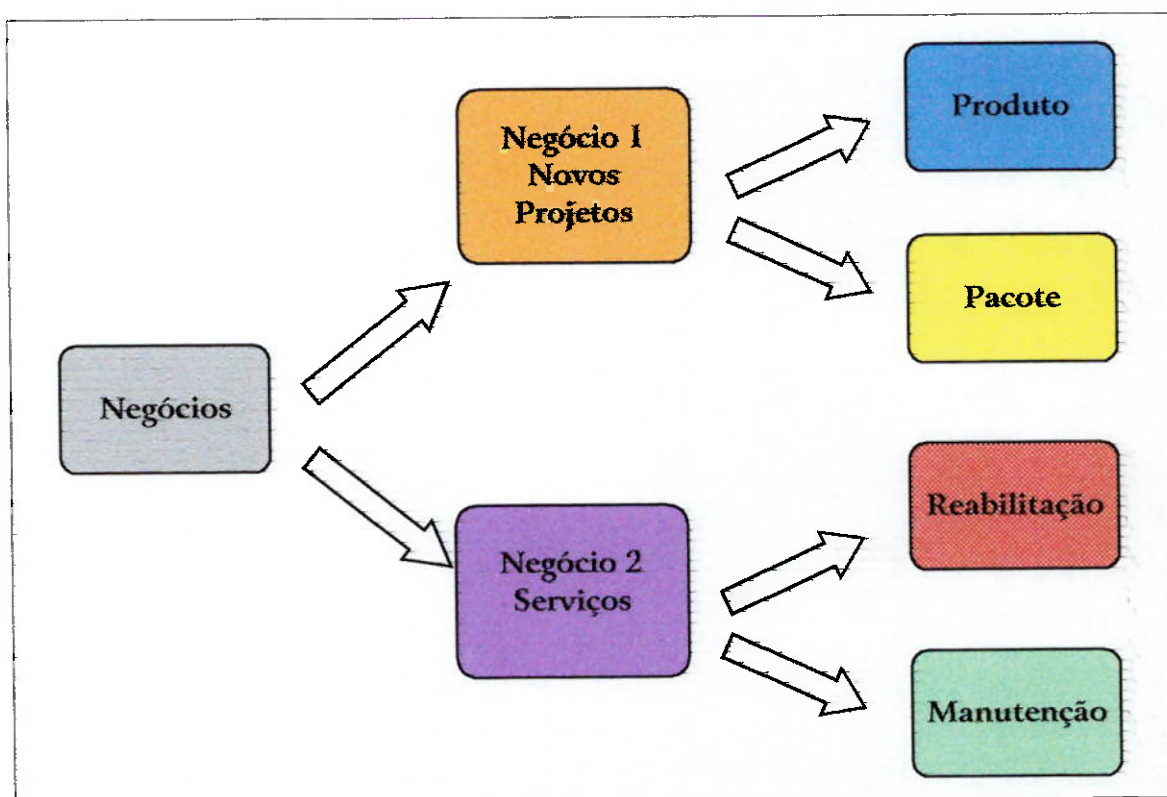 Negócios
Negócio 1
Novos
Projetos
Negócio 2
Serviços
Produto
Pacote
Reabilitação
Manutenção